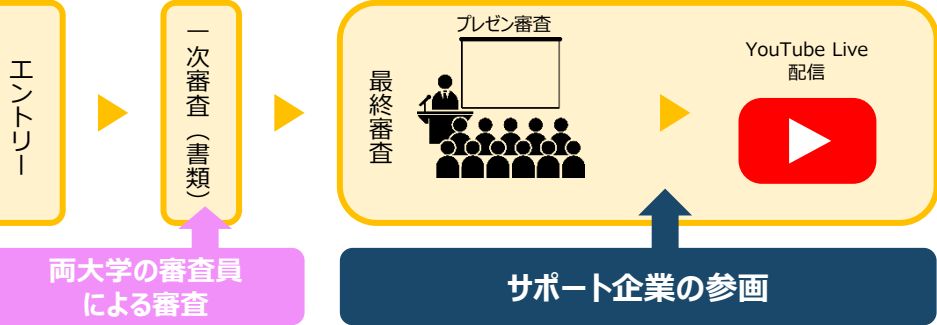 エントリー
一次審査（書類）
最終審査
プレゼン審査
YouTube Live
配信
両大学の審査員
による審査
サポート企業の参画